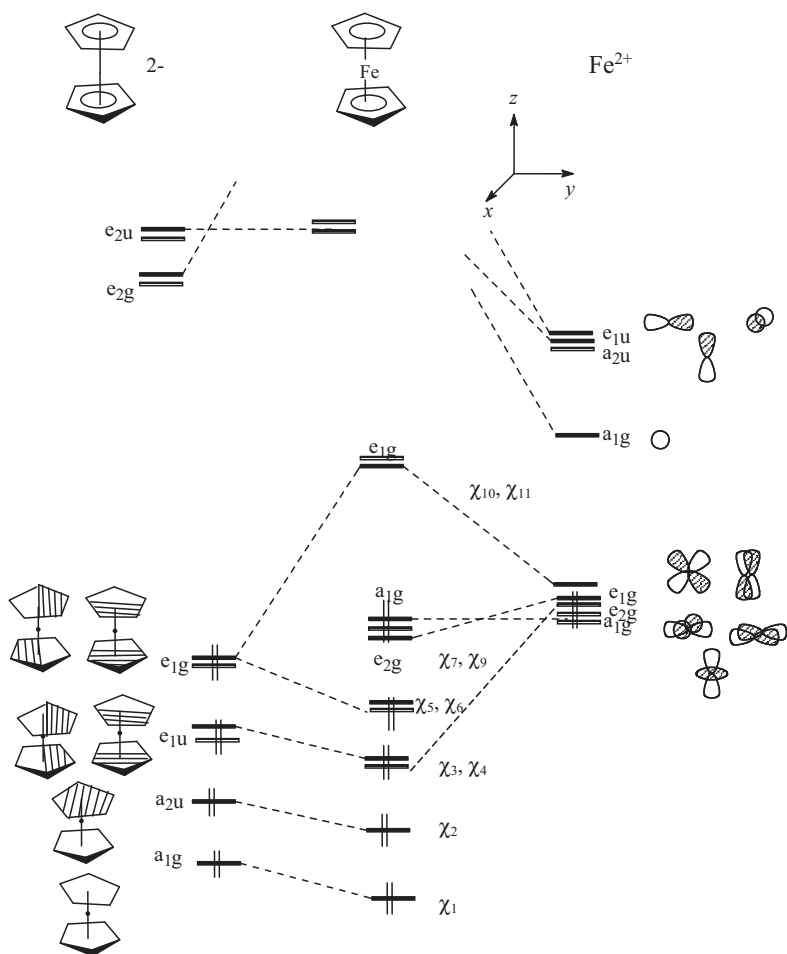 2-
Fe
Fe²⁺
z
y
x
e₂u
e₂g
e₁u
a₂u
a₁g
e₁g
χ₁₀, χ₁₁
a₁g
e₁g
e₂g
a₁g
e₁g
e₂g
χ₇, χ₉
χ₅, χ₆
e₁u
χ₃, χ₄
a₂u
χ₂
a₁g
χ₁